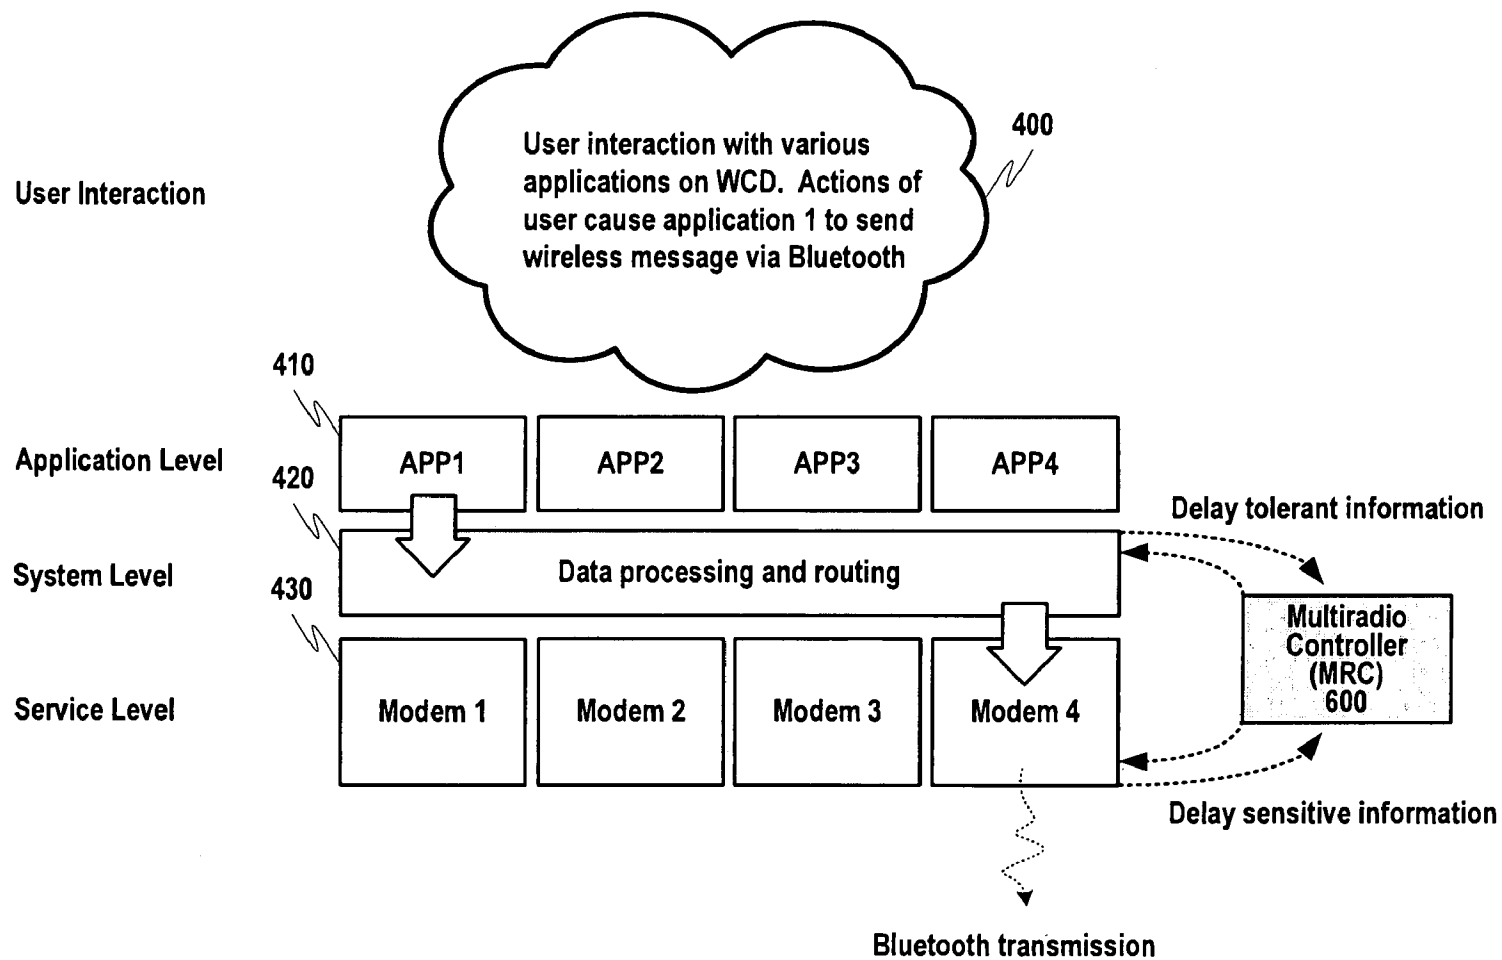 400
User interaction with various
applications on WCD. Actions of
user cause application 1 to send
wireless message via Bluetooth
User Interaction
410
Application Level
APP1
APP2
APP3
APP4
420
Delay tolerant information
System Level
Data processing and routing
430
Multiradio
Controller
(MRC)
600
Service Level
Modem 1
Modem 2
Modem 3
Modem 4
Delay sensitive information
Bluetooth transmission